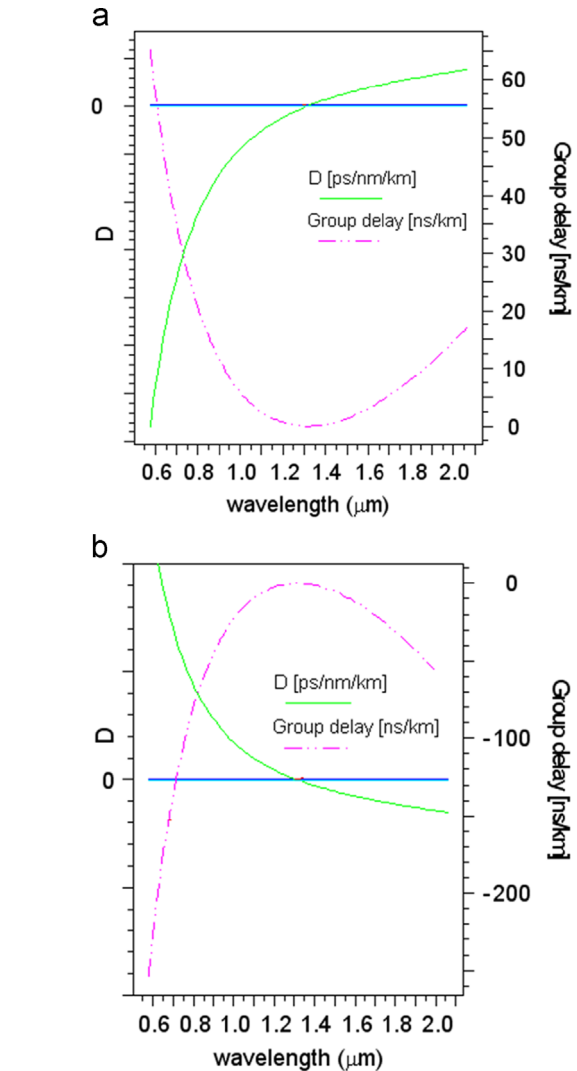 a
0
D
D [ps/nm/km]
Group delay [ns/km]
60
50
40
30
20
10
0
Group delay [ns/km]
0.6 0.8 1.0 1.2 1.4 1.6 1.8 2.0
wavelength (μm)
b
D
0
D [ps/nm/km]
Group delay [ns/km]
0
-100
-200
Group delay [ns/km]
0.6 0.8 1.0 1.2 1.4 1.6 1.8 2.0
wavelength (μm)